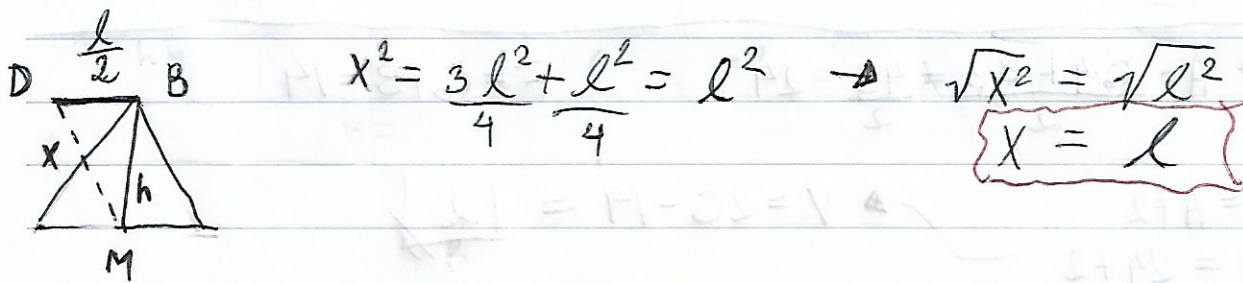 l/2
D B x² = 3l²/4 + l²/4 = l² → √x² = √l²
x h x = l
M